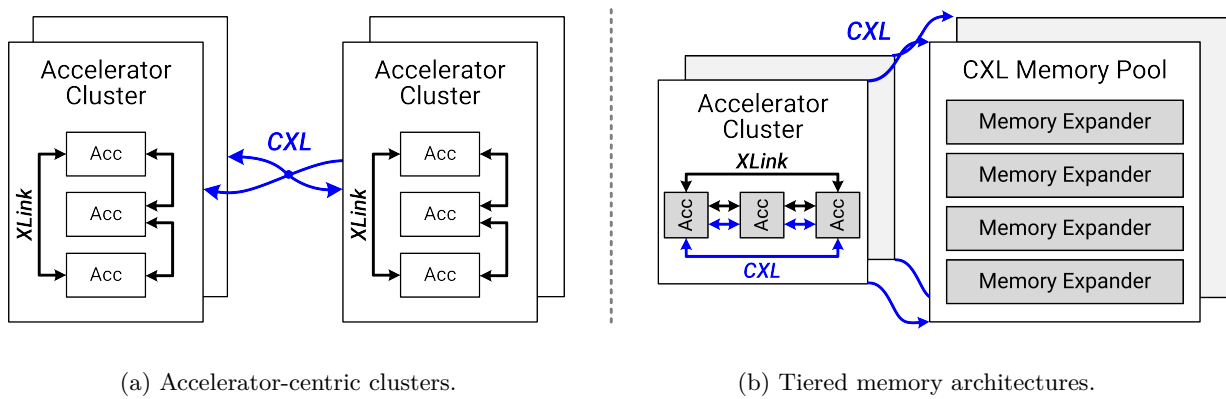 Accelerator
Cluster
Acc
Acc
Acc
XLink
CXL
Accelerator
Cluster
Acc
Acc
Acc
XLink
(a) Accelerator-centric clusters.
CXL
Accelerator
Cluster
XLink
Acc
Acc
Acc
CXL
CXL Memory Pool
Memory Expander
Memory Expander
Memory Expander
Memory Expander
(b) Tiered memory architectures.